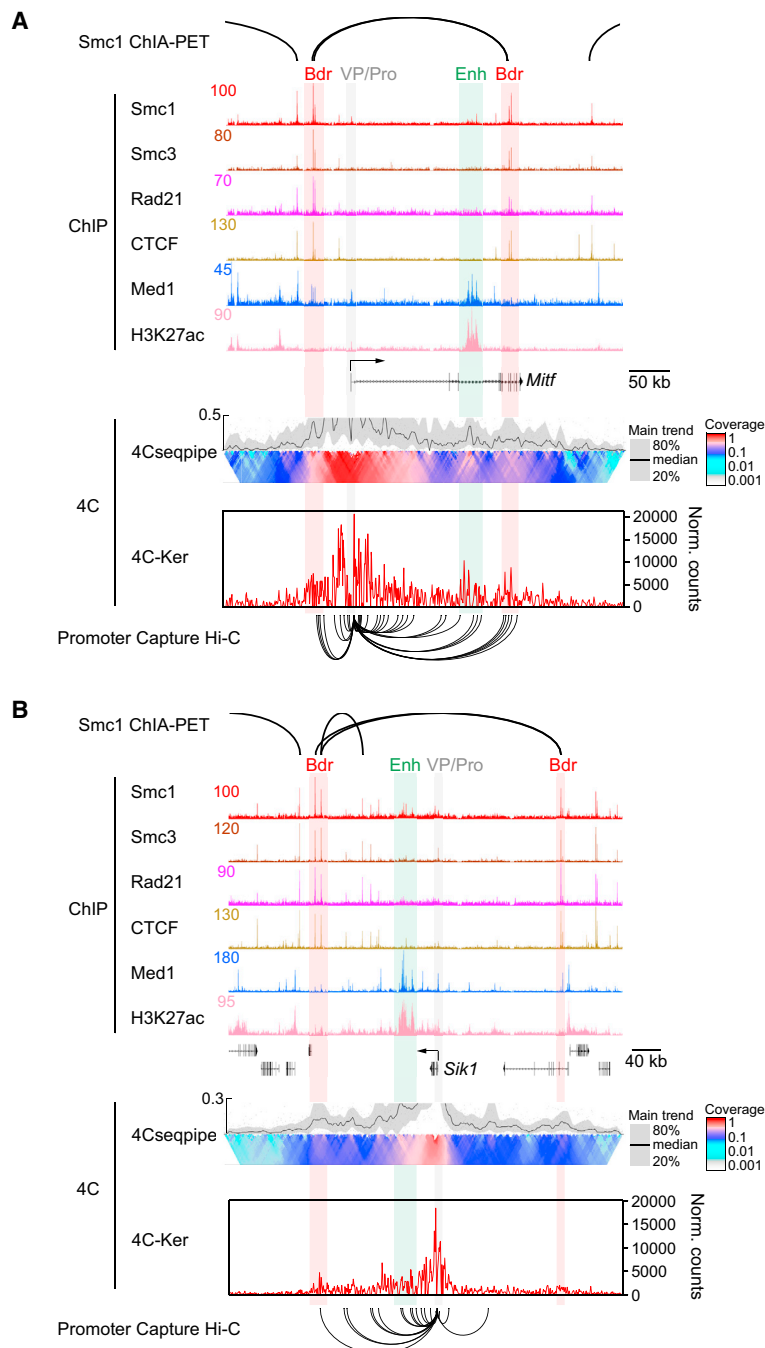 A
Smc1 ChIA-PET
Bdr VP/Pro Enh Bdr
100
Smc1
80
Smc3
70
Rad21
ChIP
130
CTCF
45
Med1
90
H3K27ac
Mitf
50 kb
0.5
4Cseqpipe
Main trend
80%
median
20%
Coverage
1
0.1
0.01
0.001
4C
4C-Ker
20000
15000
10000
5000
0
Norm. counts
Promoter Capture Hi-C
B
Smc1 ChIA-PET
Bdr Enh VP/Pro Bdr
Smc1
100
Smc3
120
Rad21
90
ChIP
CTCF
130
Med1
180
H3K27ac
95
Sik1
40 kb
0.3
4Cseqpipe
Main trend
80%
median
20%
Coverage
1
0.1
0.01
0.001
4C
4C-Ker
20000
15000
10000
5000
0
Norm. counts
Promoter Capture Hi-C